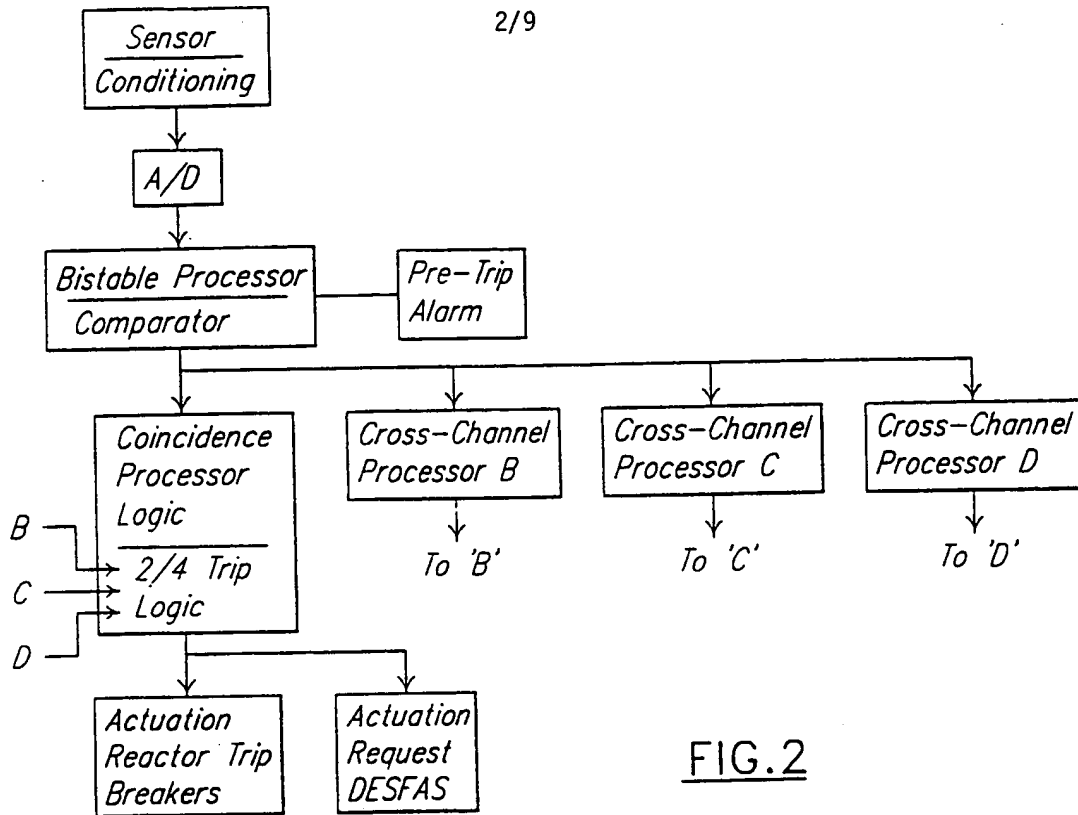 2/9
Sensor
Conditioning
A/D
Bistable Processor
Comparator
Pre-Trip
Alarm
Coincidence
Processor
Logic
2/4 Trip
Logic
B
C
D
Cross-Channel
Processor B
To 'B'
Cross-Channel
Processor C
To 'C'
Cross-Channel
Processor D
To 'D'
Actuation
Reactor Trip
Breakers
Actuation
Request
DESFAS
FIG.2